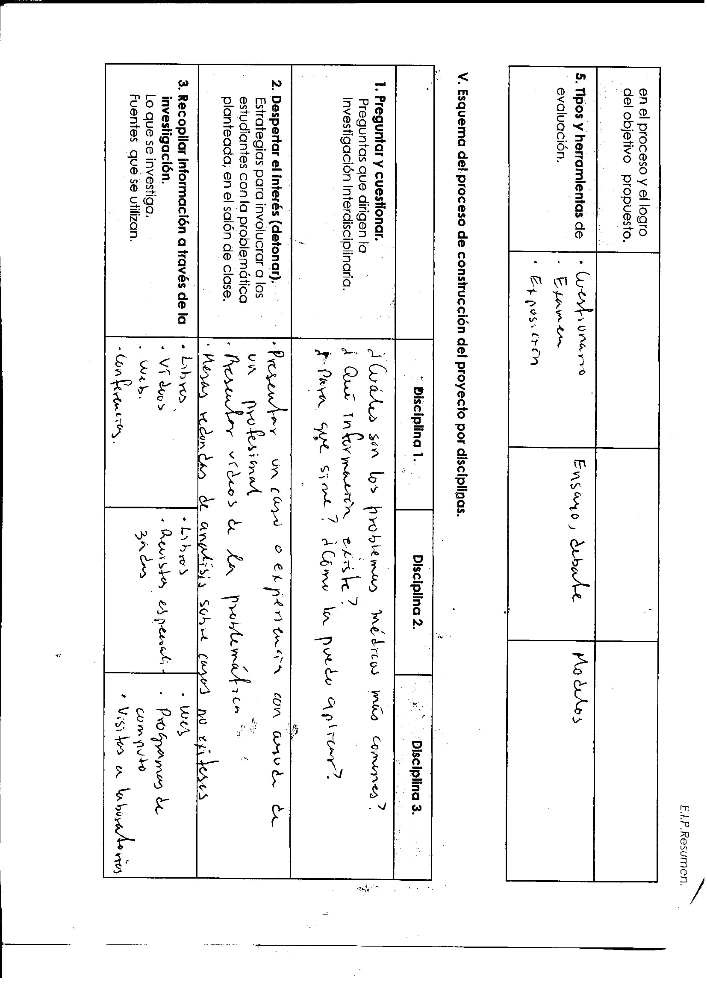 E.I.P.Resumen.
en el proceso y el logro
del objetivo propuesto.
5. Tipos y herramientas de
evaluación.
• Cuestionario
• Examen
• Exposición
Ensayo, debate
Modelos
V. Esquema del proceso de construcción del proyecto por disciplinas.
Disciplina 1.
Disciplina 2.
Disciplina 3.
1. Preguntar y cuestionar.
Preguntas que dirigen la
Investigación Interdisciplinaria.
¿Cuáles son los problemas médicos más comunes?
¿Qué información existe?
¿Para que sirve? ¿Cómo la puedo aplicar?
2. Despertar el interés (detonar).
Estrategias para involucrar a los
estudiantes con la problemática
planteada, en el salón de clase.
• Presentar un caso o experiencia con ayuda de
un profesional
• Presentar videos de la problemática
• Mesas redondas de analisis sobre casos no exitosos
3. Recopilar información a través de la
investigación.
Lo que se investiga.
Fuentes que se utilizan.
• Libros
• Vídeos
• Web.
• Conferencias.
• Libros
• Revistas especiali-
zadas
• Wes
• Programas de
computo
• Visitas a laboratorios